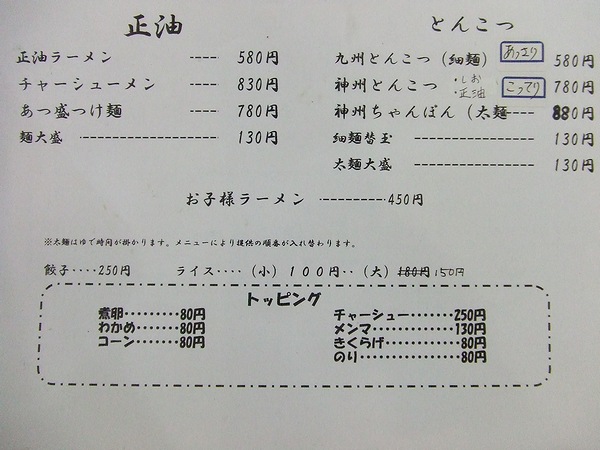 正油
正油ラーメン ---- 580円
チャーシューメン ---- 830円
あつ盛つけ麺 ---- 780円
麺大盛 ---- 130円
とんこつ
九州とんこつ（細麺） あっさり 580円
神州とんこつ ・しお ・正油 こってり 780円
神州ちゃんぽん（太麺---- 880円
細麺替玉 ---- 130円
太麺大盛 ---- 130円
お子様ラーメン ---- 450円
※太麺はゆで時間が掛かります。メニューにより提供の順番が入れ替わります。
餃子････250円 ライス････（小）１００円･･（大）180円 150円
トッピング
煮卵･････････80円
わかめ････････80円
コーン････････80円
チャーシュー･･･････250円
メンマ･･･････････130円
きくらげ･･････････80円
のり････････････80円